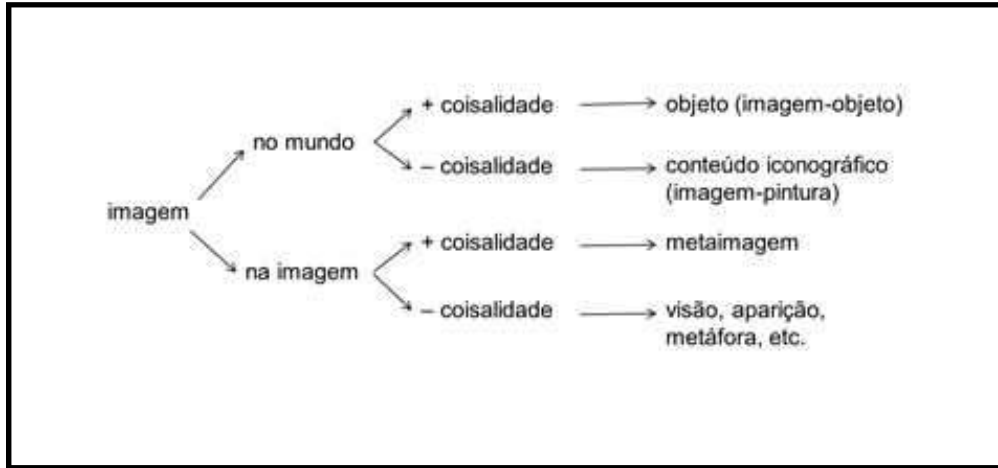 + coisalidade
objeto (imagem-objeto)
no mundo
– coisalidade
conteúdo iconográfico
(imagem-pintura)
imagem
+ coisalidade
metaimagem
na imagem
– coisalidade
visão, aparição,
metáfora, etc.